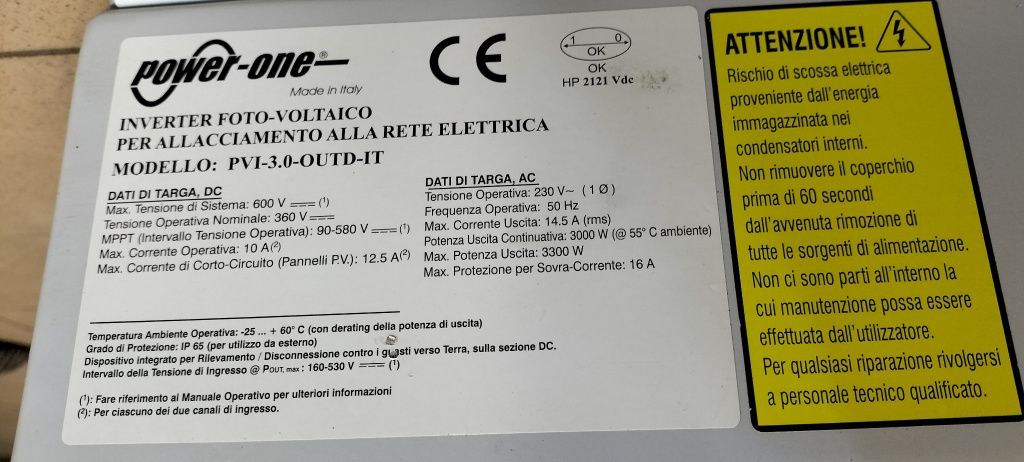 power-one®
Made in Italy
CE
1 0
OK
OK
HP 2121 Vdc
INVERTER FOTO-VOLTAICO
PER ALLACCIAMENTO ALLA RETE ELETTRICA
MODELLO: PVI-3.0-OUTD-IT
DATI DI TARGA, DC
Max. Tensione di Sistema: 600 V ⎓ (1)
Tensione Operativa Nominale: 360 V ⎓
MPPT (Intervallo Tensione Operativa): 90-580 V ⎓ (1)
Max. Corrente Operativa: 10 A(2)
Max. Corrente di Corto-Circuito (Pannelli P.V.): 12.5 A(2)
DATI DI TARGA, AC
Tensione Operativa: 230 V~ ( 1 Ø )
Frequenza Operativa: 50 Hz
Max. Corrente Uscita: 14.5 A (rms)
Potenza Uscita Continuativa: 3000 W (@ 55° C ambiente)
Max. Potenza Uscita: 3300 W
Max. Protezione per Sovra-Corrente: 16 A
Temperatura Ambiente Operativa: -25 ... + 60° C (con derating della potenza di uscita)
Grado di Protezione: IP 65 (per utilizzo da esterno)
Dispositivo integrato per Rilevamento / Disconnessione contro i guasti verso Terra, sulla sezione DC.
Intervallo della Tensione di Ingresso @ POUT, max : 160-530 V ⎓ (1)
(1): Fare riferimento al Manuale Operativo per ulteriori informazioni
(2): Per ciascuno dei due canali di ingresso.
ATTENZIONE!
Rischio di scossa elettrica
proveniente dall'energia
immagazzinata nei
condensatori interni.
Non rimuovere il coperchio
prima di 60 secondi
dall'avvenuta rimozione di
tutte le sorgenti di alimentazione.
Non ci sono parti all'interno la
cui manutenzione possa essere
effettuata dall'utilizzatore.
Per qualsiasi riparazione rivolgersi
a personale tecnico qualificato.